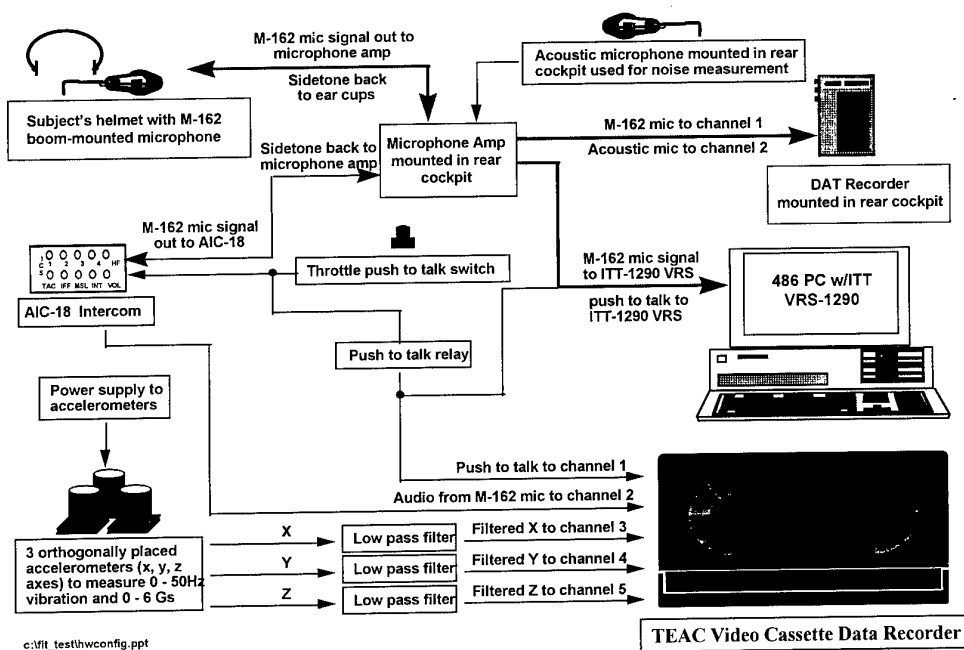 M-162 mic signal out to
microphone amp
Sidetone back
to ear cups
Acoustic microphone mounted in rear
cockpit used for noise measurement
Subject's helmet with M-162
boom-mounted microphone
Sidetone back to
microphone amp
Microphone Amp
mounted in rear
cockpit
M-162 mic to channel 1
Acoustic mic to channel 2
DAT Recorder
mounted in rear cockpit
M-162 mic signal
out to AIC-18
I
C
S
1 2 3 4 HF
TAC IFF MSL INT VOL
AIC-18 Intercom
Throttle push to talk switch
M-162 mic signal
to ITT-1290 VRS
push to talk to
ITT-1290 VRS
486 PC w/ITT
VRS-1290
Push to talk relay
Power supply to
accelerometers
Push to talk to channel 1
Audio from M-162 mic to channel 2
3 orthogonally placed
accelerometers (x, y, z
axes) to measure 0 - 50Hz
vibration and 0 - 6 Gs
X
Low pass filter
Filtered X to channel 3
Y
Low pass filter
Filtered Y to channel 4
Z
Low pass filter
Filtered Z to channel 5
TEAC Video Cassette Data Recorder
c:\flt_test\hwconfig.ppt